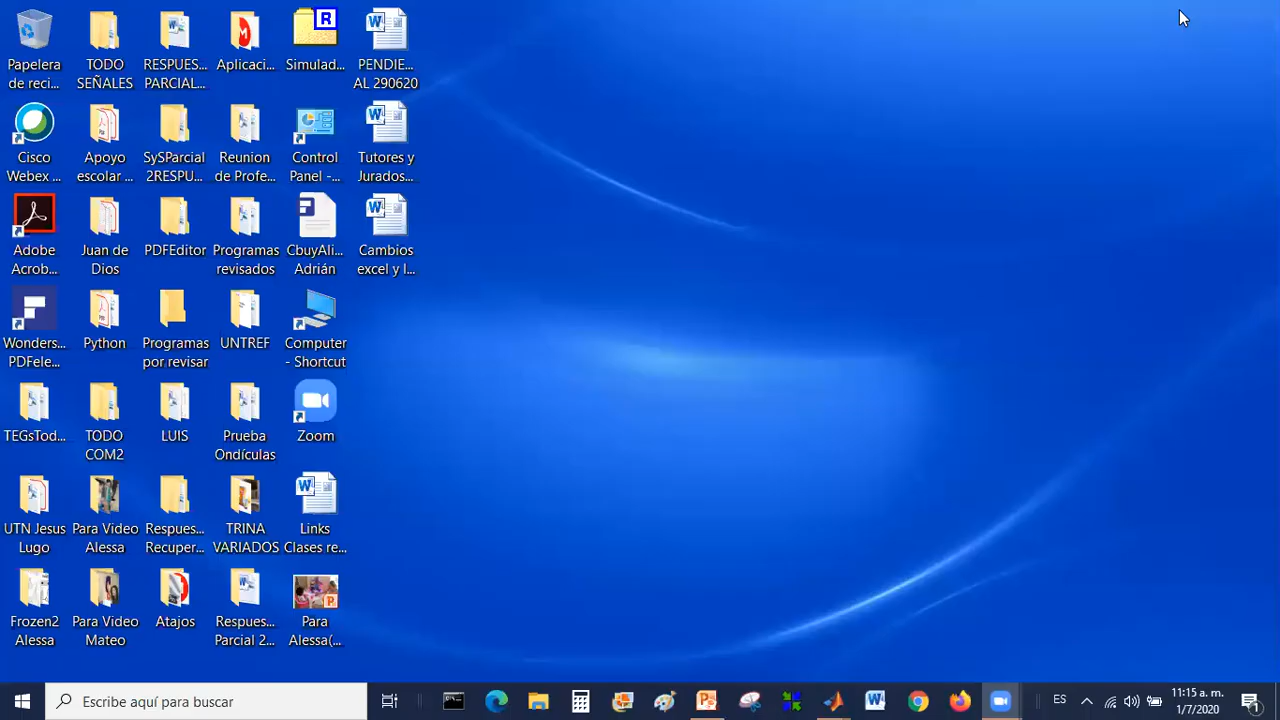 Papelera
de reci...
TODO
SEÑALES
RESPUES...
PARCIAL...
Aplicaci...
R
Simulad...
PENDIE...
AL 290620
Cisco
Webex ...
Apoyo
escolar ...
SySParcial
2RESPU...
Reunion
de Profe...
Control
Panel -...
Tutores y
Jurados...
Adobe
Acrob...
Juan de
Dios
PDFEditor
Programas
revisados
CbuyAli...
Adrián
Cambios
excel y l...
Wonders...
PDFele...
Python
Programas
por revisar
UNTREF
Computer
- Shortcut
TEGsTod...
TODO
COM2
LUIS
Prueba
Ondículas
Zoom
UTN Jesus
Lugo
Para Video
Alessa
Respues...
Recuper...
TRINA
VARIADOS
Links
Clases re...
Frozen2
Alessa
Para Video
Mateo
Atajos
Respues...
Parcial 2...
Para
Alessa(...
Escribe aquí para buscar
ES
11:15 a. m.
1/7/2020
1